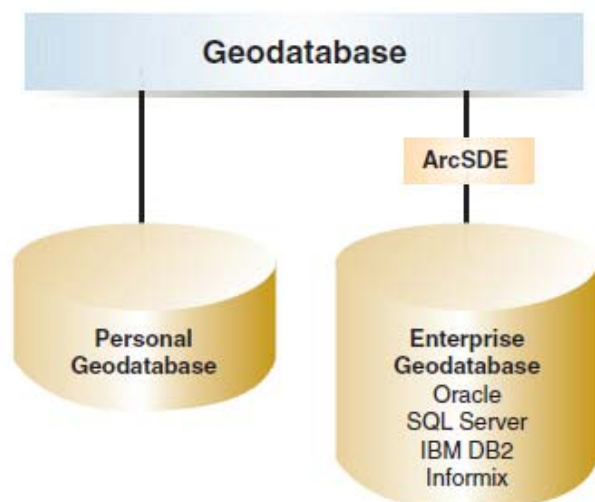 Geodatabase
ArcSDE
Personal
Geodatabase
Enterprise
Geodatabase
Oracle
SQL Server
IBM DB2
Informix